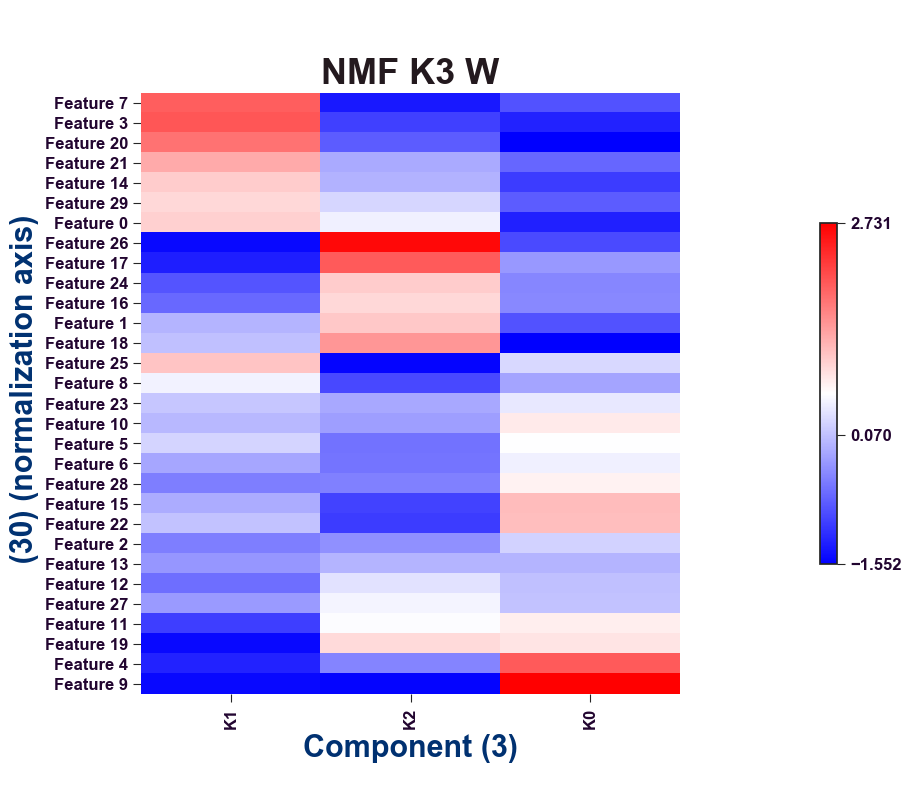 NMF K3 W
Feature 7
Feature 3
Feature 20
Feature 21
Feature 14
Feature 29
Feature 0
Feature 26
Feature 17
Feature 24
Feature 16
Feature 1
Feature 18
Feature 25
Feature 8
Feature 23
Feature 10
Feature 5
Feature 6
Feature 28
Feature 15
Feature 22
Feature 2
Feature 13
Feature 12
Feature 27
Feature 11
Feature 19
Feature 4
Feature 9
(30) (normalization axis)
K1
K2
K0
Component (3)
2.731
0.070
−1.552